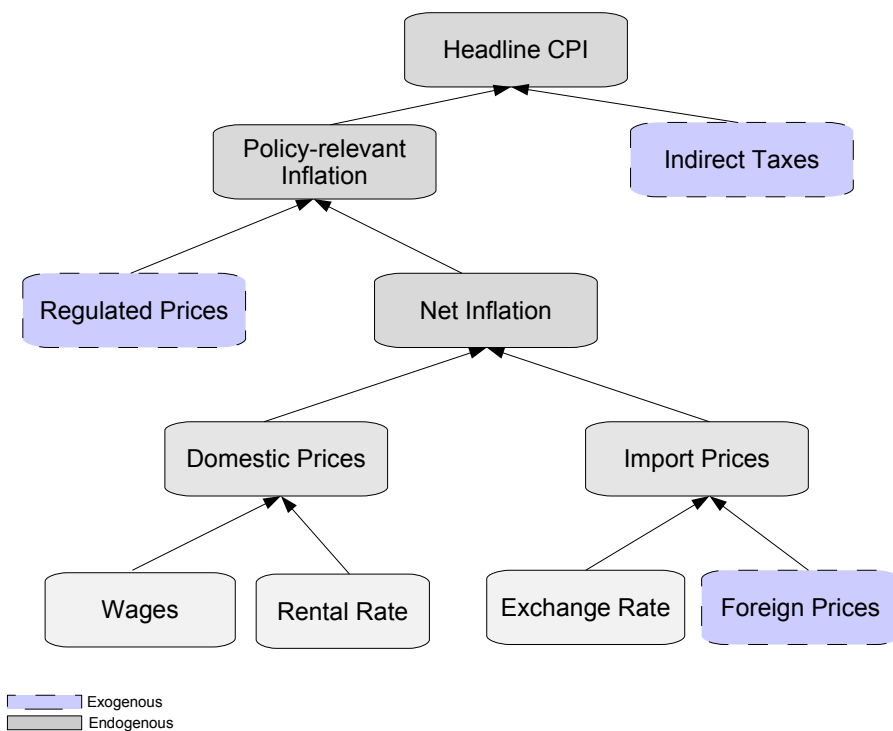 Headline CPI
Policy-relevant
Inflation
Indirect Taxes
Regulated Prices
Net Inflation
Domestic Prices
Import Prices
Wages
Rental Rate
Exchange Rate
Foreign Prices
Exogenous
Endogenous